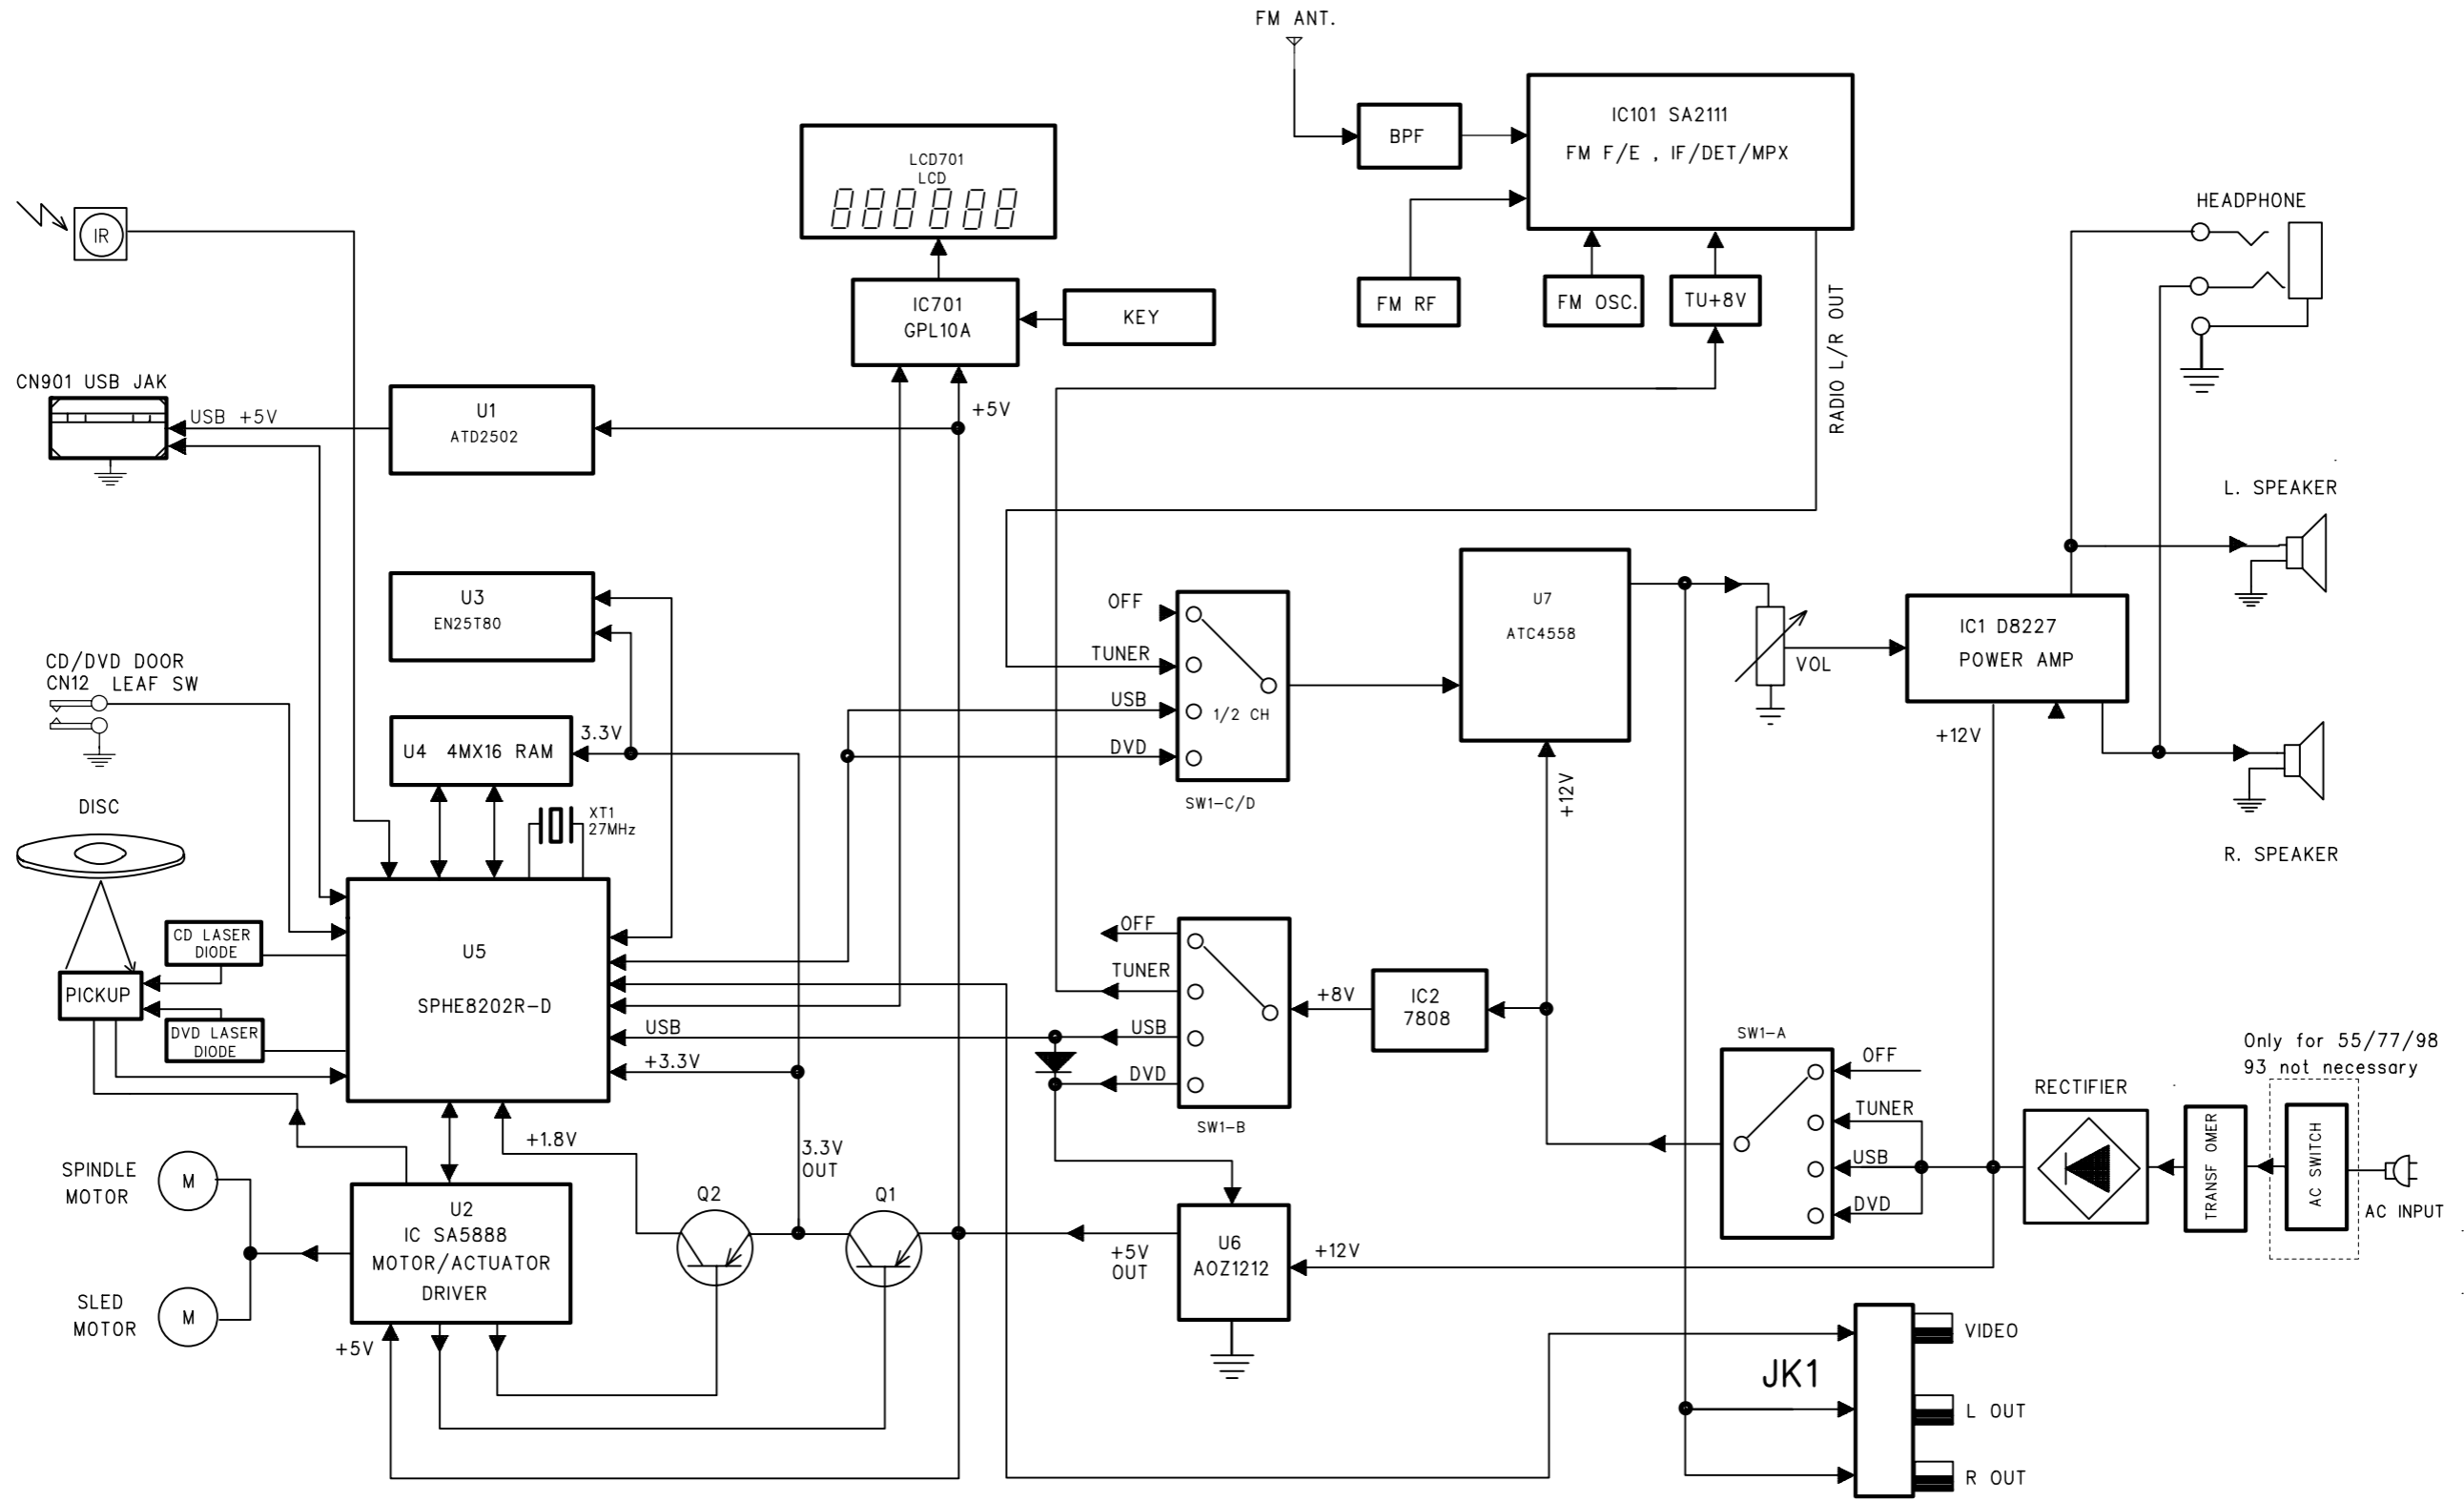 FM ANT.
BPF
IC101 SA2111
FM F/E , IF/DET/MPX
LCD701
LCD
888888
IR
HEADPHONE
IC701
GPL10A
KEY
FM RF
FM OSC.
TU+8V
RADIO L/R OUT
CN901 USB JAK
USB +5V
U1
ATD2502
+5V
L. SPEAKER
U3
EN25T80
OFF
TUNER
USB
1/2 CH
DVD
SW1-C/D
U7
ATC4558
VOL
IC1 D8227
POWER AMP
+12V
CD/DVD DOOR
CN12 LEAF SW
U4 4MX16 RAM
3.3V
XT1
27MHz
+12V
DISC
R. SPEAKER
CD LASER
DIODE
PICKUP
DVD LASER
DIODE
U5
SPHE8202R-D
USB
+3.3V
OFF
TUNER
USB
DVD
SW1-B
+8V
IC2
7808
SW1-A
OFF
TUNER
USB
DVD
RECTIFIER
TRANSF OMER
Only for 55/77/98
93 not necessary
AC SWITCH
AC INPUT
+1.8V
3.3V
OUT
SPINDLE
MOTOR
M
SLED
MOTOR
M
U2
IC SA5888
MOTOR/ACTUATOR
DRIVER
+5V
Q2
Q1
+5V
OUT
U6
AOZ1212
+12V
JK1
VIDEO
L OUT
R OUT